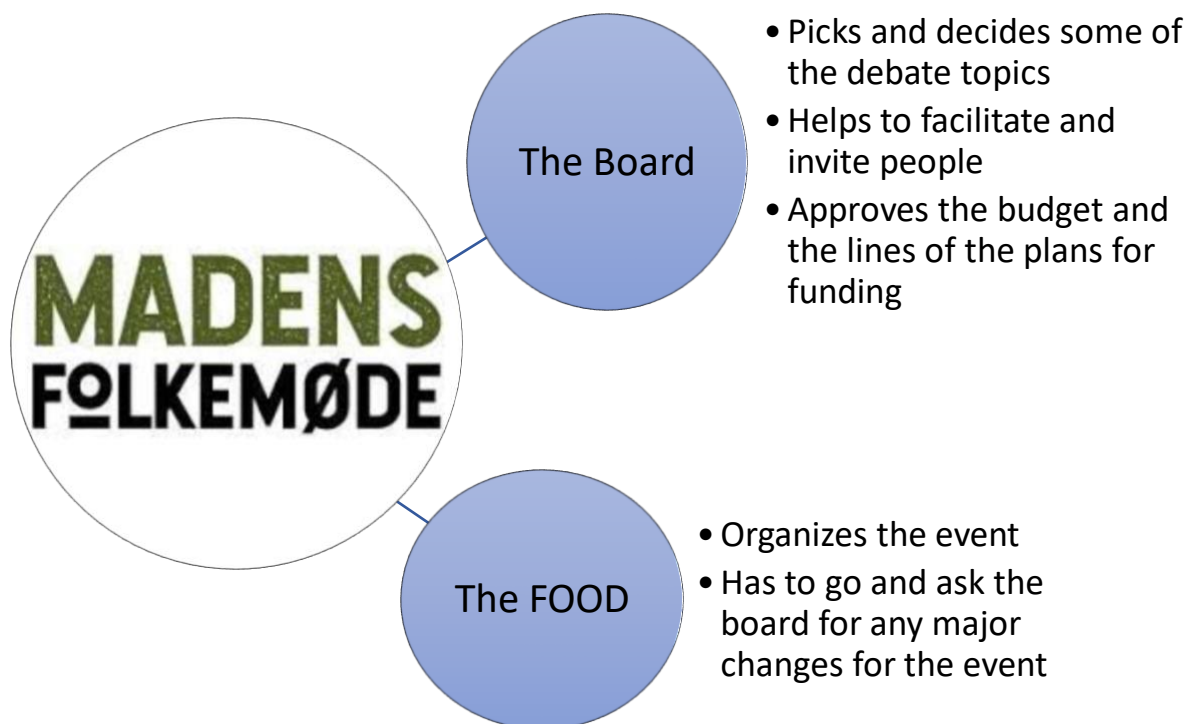 MADENS
FOLKEMØDE
The Board
• Picks and decides some of
the debate topics
• Helps to facilitate and
invite people
• Approves the budget and
the lines of the plans for
funding
The FOOD
• Organizes the event
• Has to go and ask the
board for any major
changes for the event